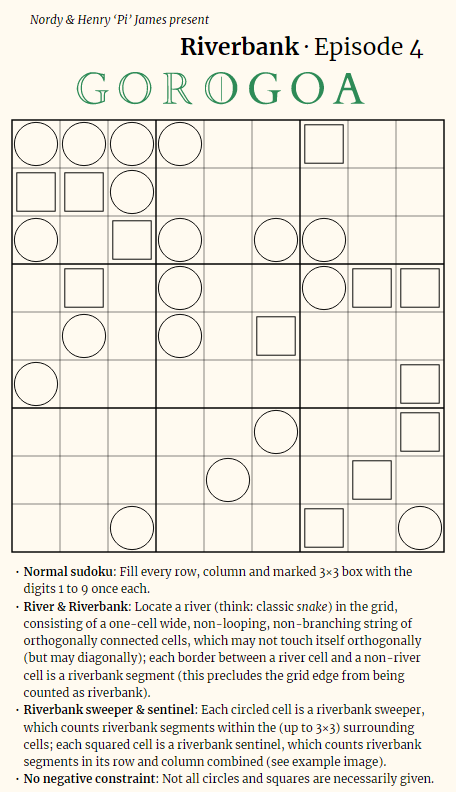 Nordy & Henry ‘Pi’ James present
Riverbank · Episode 4
GOROGOA
· Normal sudoku: Fill every row, column and marked 3×3 box with the
digits 1 to 9 once each.
· River & Riverbank: Locate a river (think: classic snake) in the grid,
consisting of a one-cell wide, non-looping, non-branching string of
orthogonally connected cells, which may not touch itself orthogonally
(but may diagonally); each border between a river cell and a non-river
cell is a riverbank segment (this precludes the grid edge from being
counted as riverbank).
· Riverbank sweeper & sentinel: Each circled cell is a riverbank sweeper,
which counts riverbank segments within the (up to 3×3) surrounding
cells; each squared cell is a riverbank sentinel, which counts riverbank
segments in its row and column combined (see example image).
· No negative constraint: Not all circles and squares are necessarily given.